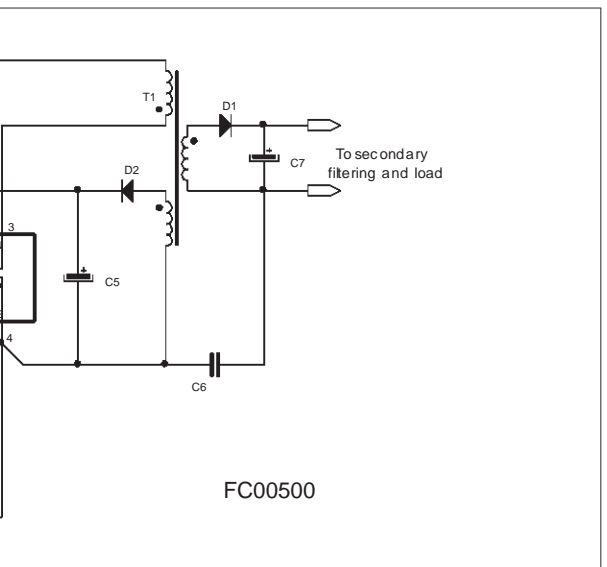 T1
D1
C7
To secondary
filtering and load
D2
3
C5
4
C6
FC00500